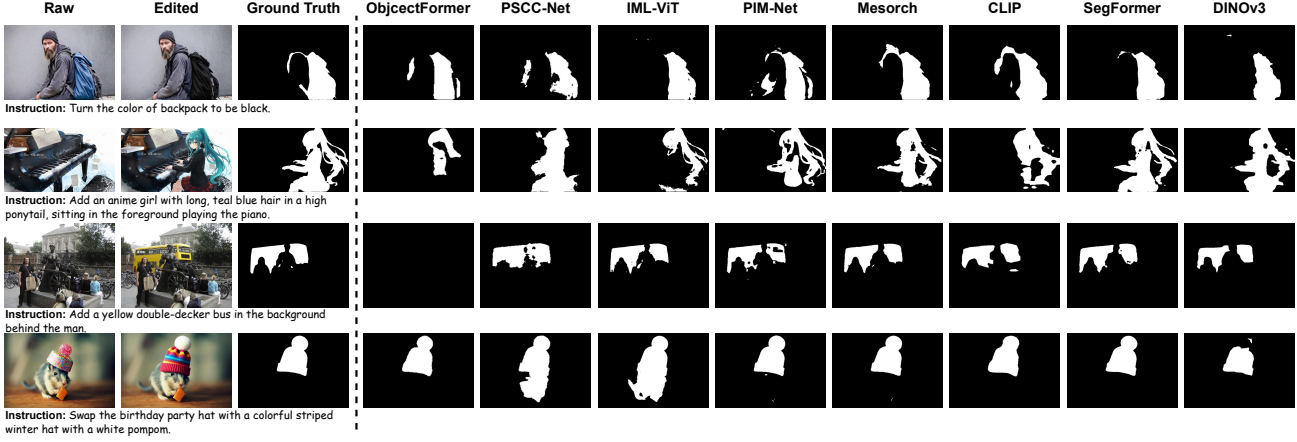 Raw Edited Ground Truth ObjcectFormer PSCC-Net IML-ViT PIM-Net Mesorch CLIP SegFormer DINOv3
Instruction: Turn the color of backpack to be black.
Instruction: Add an anime girl with long, teal blue hair in a high
ponytail, sitting in the foreground playing the piano.
Instruction: Add a yellow double-decker bus in the background
behind the man.
Instruction: Swap the birthday party hat with a colorful striped
winter hat with a white pompom.